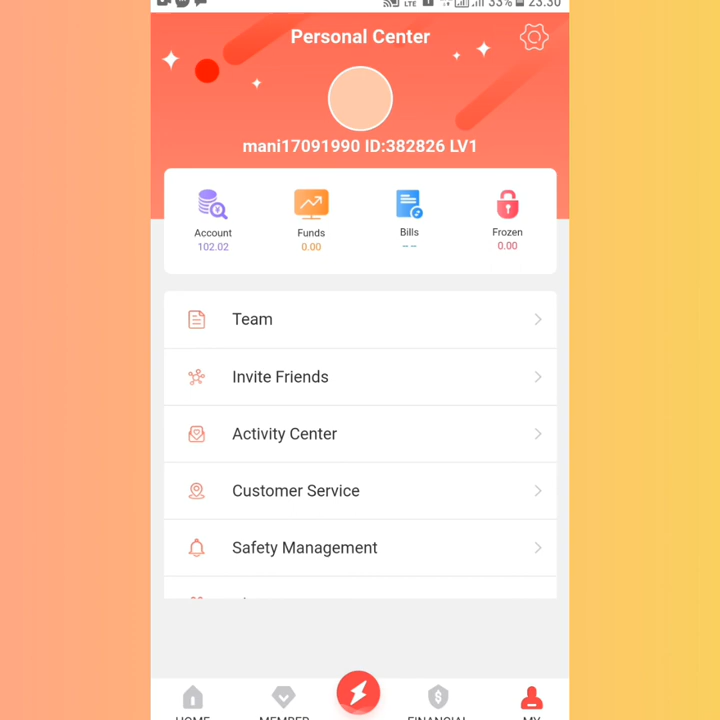 33% 23:30
Personal Center
mani17091990 ID:382826 LV1
Account Funds Bills Frozen
102.02 0.00 -- 0.00
Team
Invite Friends
Activity Center
Customer Service
Safety Management
HOME MEMBER FINANCIAL MY